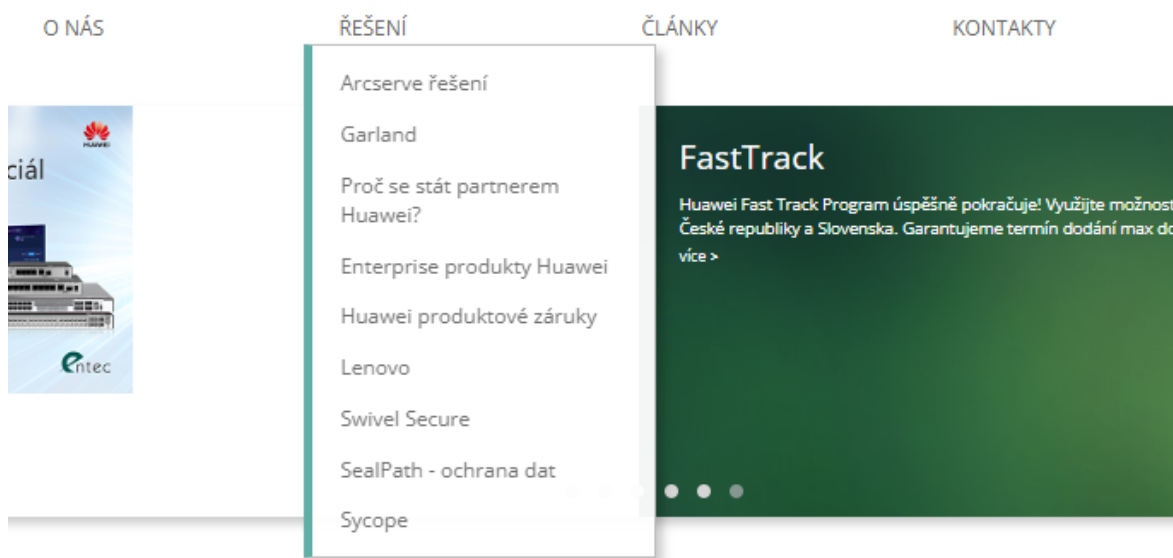 O NÁS
ŘEŠENÍ
ČLÁNKY
KONTAKTY
Arcserve řešení
Garland
Proč se stát partnerem
Huawei?
Enterprise produkty Huawei
Huawei produktové záruky
Lenovo
Swivel Secure
SealPath - ochrana dat
Sycope
HUAWEI
ciál
entec
FastTrack
Huawei Fast Track Program úspěšně pokračuje! Využijte možnost
České republiky a Slovenska. Garantujeme termín dodání max do
více >